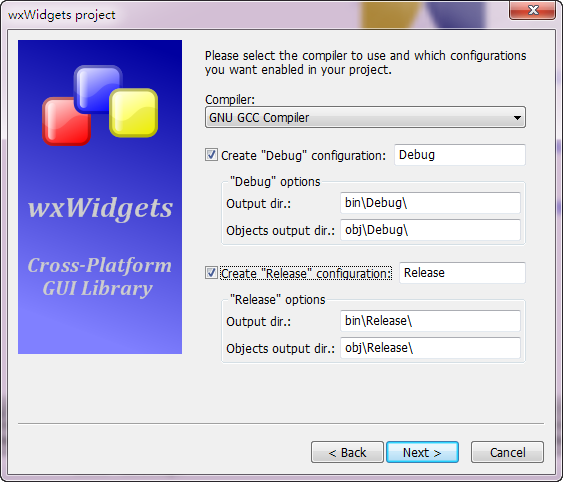 wxWidgets project
Please select the compiler to use and which configurations
you want enabled in your project.
Compiler:
GNU GCC Compiler
Create "Debug" configuration: Debug
"Debug" options
Output dir.: bin\Debug\
Objects output dir.: obj\Debug\
Create "Release" configuration: Release
"Release" options
Output dir.: bin\Release\
Objects output dir.: obj\Release\
wxWidgets
Cross-Platform
GUI Library
< Back Next > Cancel